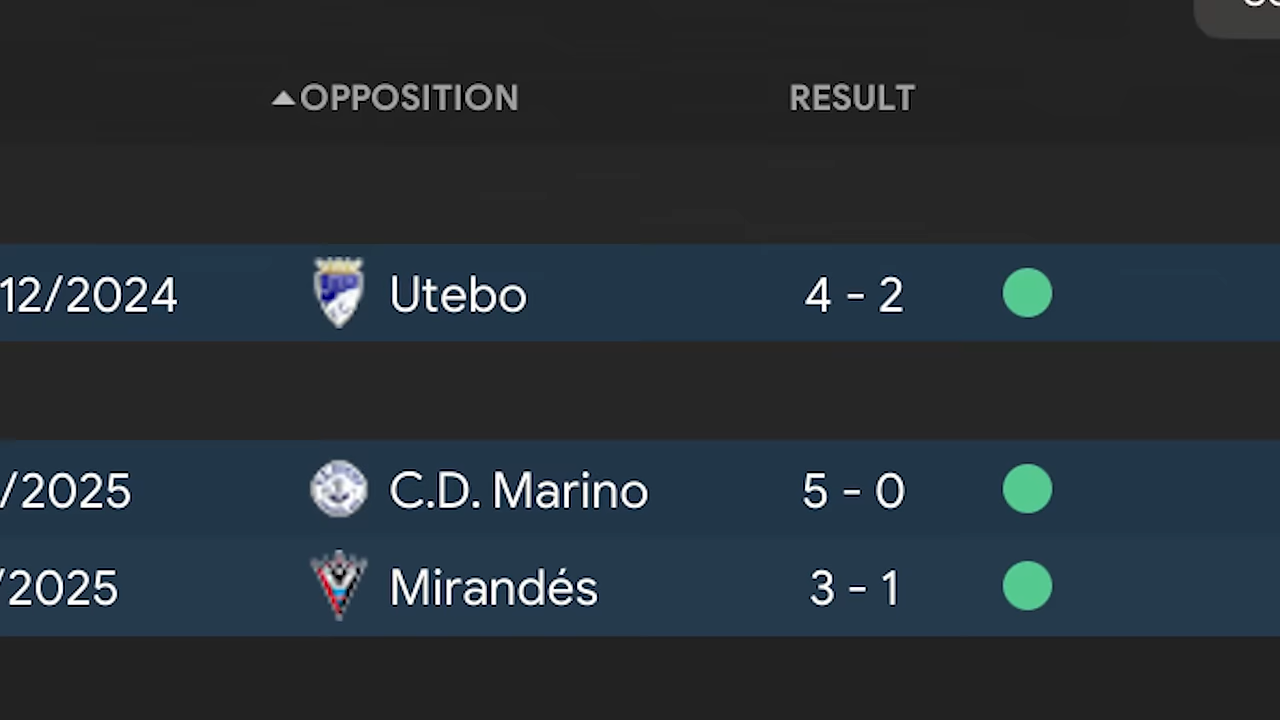 OPPOSITION RESULT
12/2024 Utebo 4 - 2
/2025 C.D. Marino 5 - 0
/2025 Mirandés 3 - 1